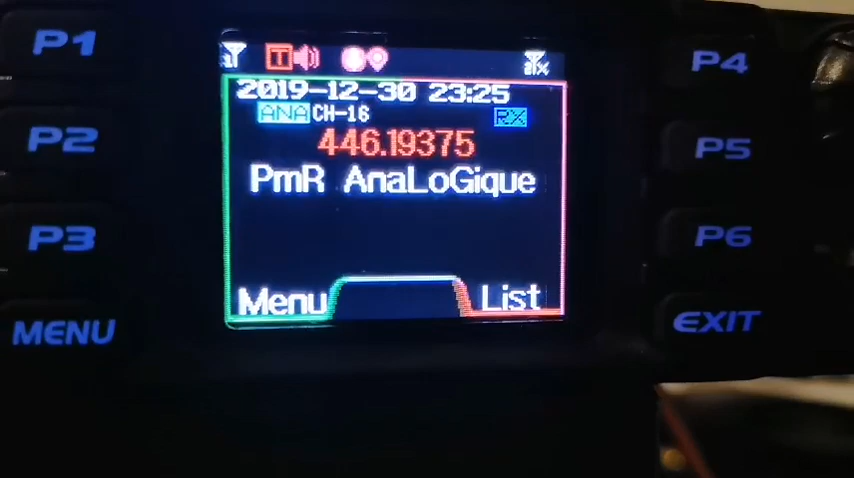 P1
P4
2019-12-30 23:25
ANA CH-16 RX
446.19375
P2
P5
PmR AnaLoGique
P3
P6
Menu List
MENU
EXIT